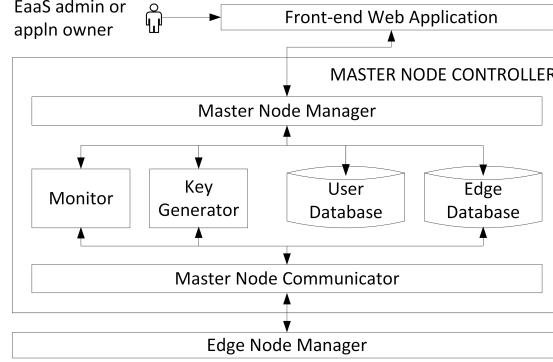 EaaS admin or
appln owner
Front-end Web Application
MASTER NODE CONTROLLER
Master Node Manager
Monitor
Key
Generator
User
Database
Edge
Database
Master Node Communicator
Edge Node Manager